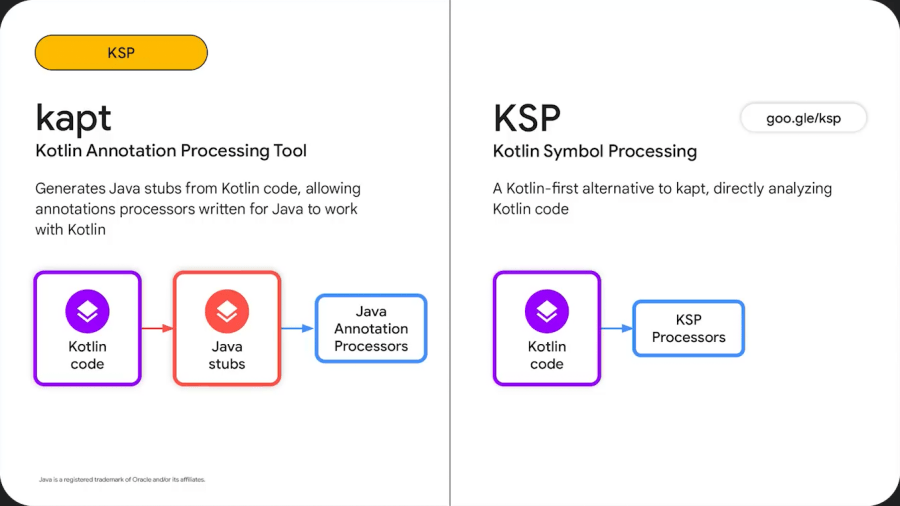 KSP
kapt
Kotlin Annotation Processing Tool
Generates Java stubs from Kotlin code, allowing
annotations processors written for Java to work
with Kotlin
Kotlin
code
Java
stubs
Java
Annotation
Processors
Java is a registered trademark of Oracle and/or its affiliates.
KSP
goo.gle/ksp
Kotlin Symbol Processing
A Kotlin-first alternative to kapt, directly analyzing
Kotlin code
Kotlin
code
KSP
Processors